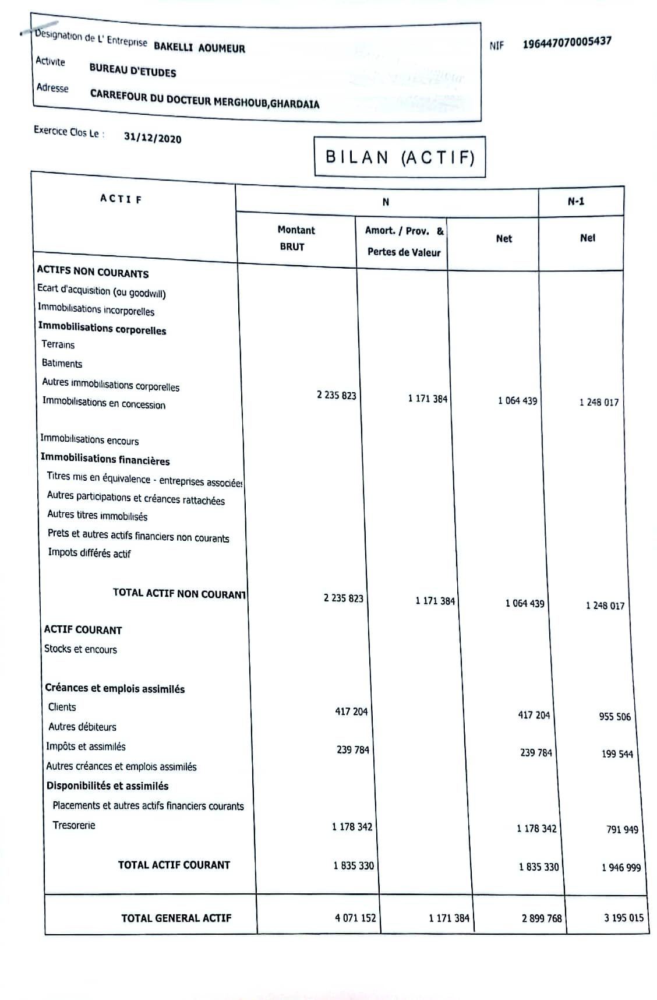 Designation de L' Entreprise BAKELLI AOUMEUR
NIF 196447070005437
Activite BUREAU D'ETUDES
Adresse CARREFOUR DU DOCTEUR MERGHOUB,GHARDAIA
Exercice Clos Le : 31/12/2020
BILAN (ACTIF)
ACTIF N N-1
Montant BRUT Amort. / Prov. & Pertes de Valeur Net Net
ACTIFS NON COURANTS
Ecart d'acquisition (ou goodwill)
Immobilisations incorporelles
Immobilisations corporelles
Terrains
Batiments
Autres immobilisations corporelles 2 235 823 1 171 384 1 064 439 1 248 017
Immobilisations en concession
Immobilisations encours
Immobilisations financières
Titres mis en équivalence - entreprises associées
Autres participations et créances rattachées
Autres titres immobilisés
Prets et autres actifs financiers non courants
Impots différés actif
TOTAL ACTIF NON COURANT 2 235 823 1 171 384 1 064 439 1 248 017
ACTIF COURANT
Stocks et encours
Créances et emplois assimilés
Clients 417 204 417 204 955 506
Autres débiteurs
Impôts et assimilés 239 784 239 784 199 544
Autres créances et emplois assimilés
Disponibilités et assimilés
Placements et autres actifs financiers courants
Tresorerie 1 178 342 1 178 342 791 949
TOTAL ACTIF COURANT 1 835 330 1 835 330 1 946 999
TOTAL GENERAL ACTIF 4 071 152 1 171 384 2 899 768 3 195 015